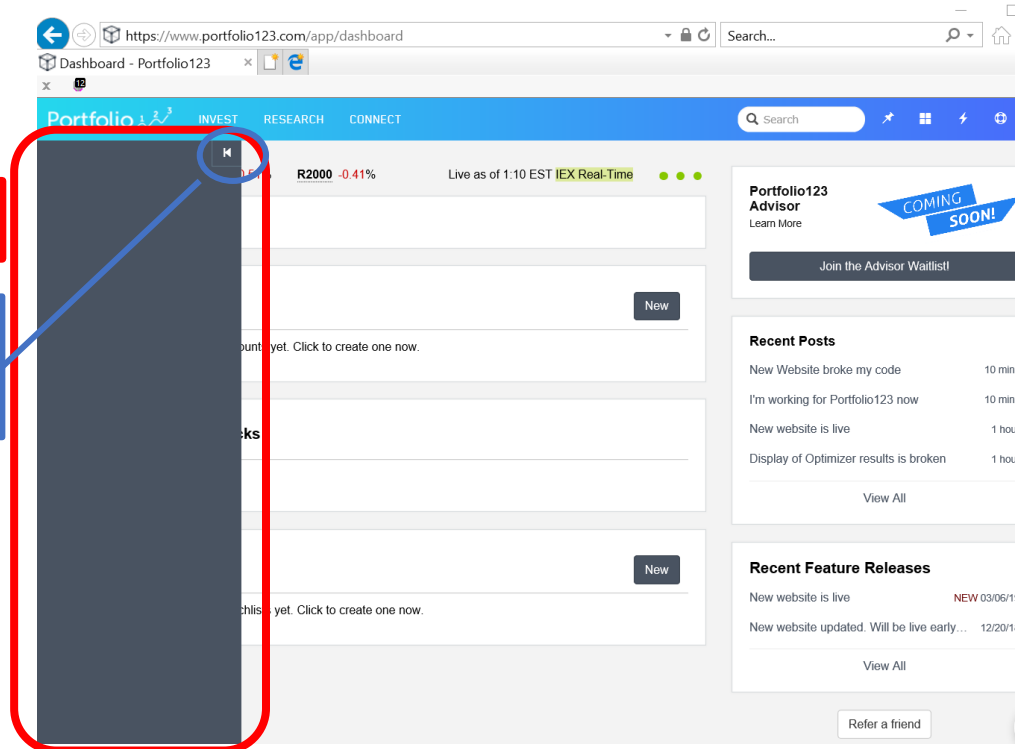 https://www.portfolio123.com/app/dashboard
Search...
Dashboard - Portfolio123
12
Portfolio 1 2 3
INVEST RESEARCH CONNECT
Search
R2000 -0.41%
Live as of 1:10 EST IEX Real-Time
New
yet. Click to create one now.
New
yet. Click to create one now.
Portfolio123
Advisor
Learn More
COMING
SOON!
Join the Advisor Waitlist!
Recent Posts
New Website broke my code 10 min
I'm working for Portfolio123 now 10 min
New website is live 1 hou
Display of Optimizer results is broken 1 hou
View All
Recent Feature Releases
New website is live NEW 03/06/1
New website updated. Will be live early... 12/20/1
View All
Refer a friend